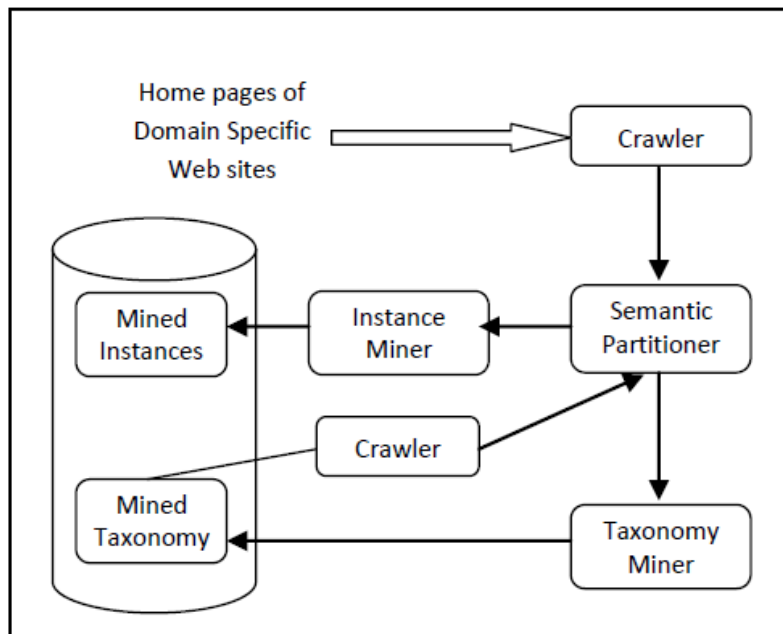 Home pages of
Domain Specific
Web sites
Crawler
Mined
Instances
Instance
Miner
Semantic
Partitioner
Crawler
Mined
Taxonomy
Taxonomy
Miner